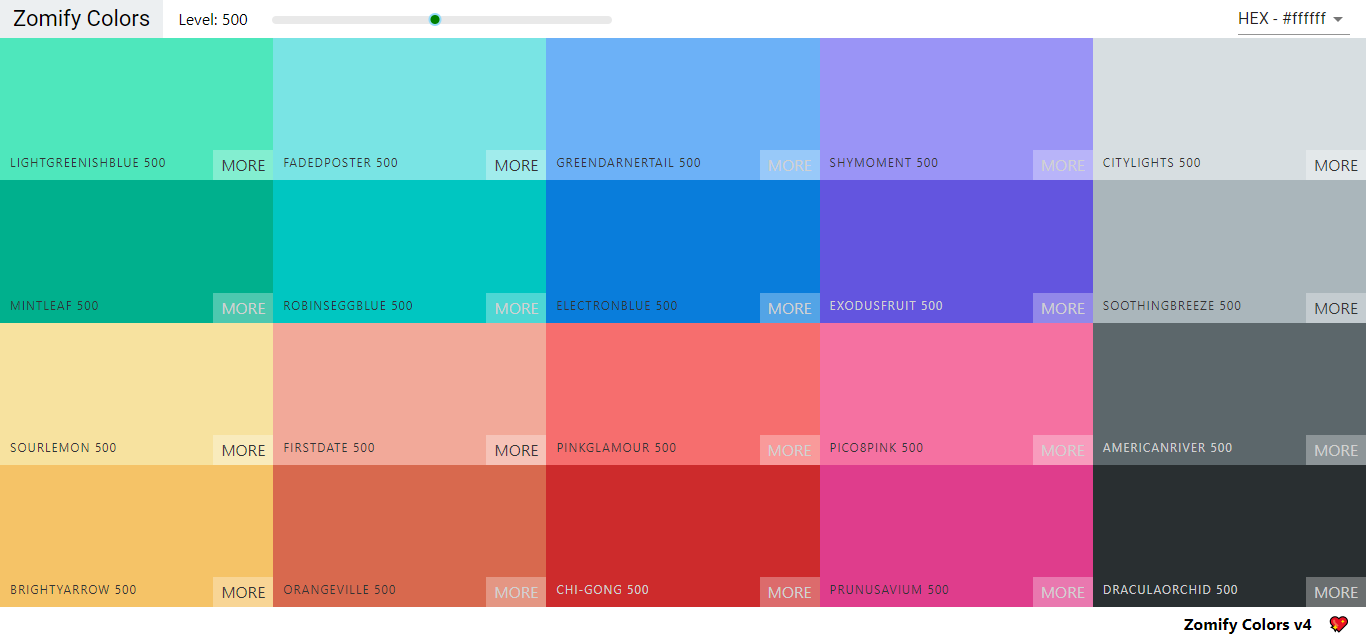 Zomify Colors Level: 500 HEX - #ffffff
LIGHTGREENISHBLUE 500 MORE FADEDPOSTER 500 MORE GREENDARNERTAIL 500 MORE SHYMOMENT 500 MORE CITYLIGHTS 500 MORE
MINTLEAF 500 MORE ROBINSEGGBLUE 500 MORE ELECTRONBLUE 500 MORE EXODUSFRUIT 500 MORE SOOTHINGBREEZE 500 MORE
SOURLEMON 500 MORE FIRSTDATE 500 MORE PINKGLAMOUR 500 MORE PICO8PINK 500 MORE AMERICANRIVER 500 MORE
BRIGHTYARROW 500 MORE ORANGEVILLE 500 MORE CHI-GONG 500 MORE PRUNUSAVIUM 500 MORE DRACULAORCHID 500 MORE
Zomify Colors v4 💖